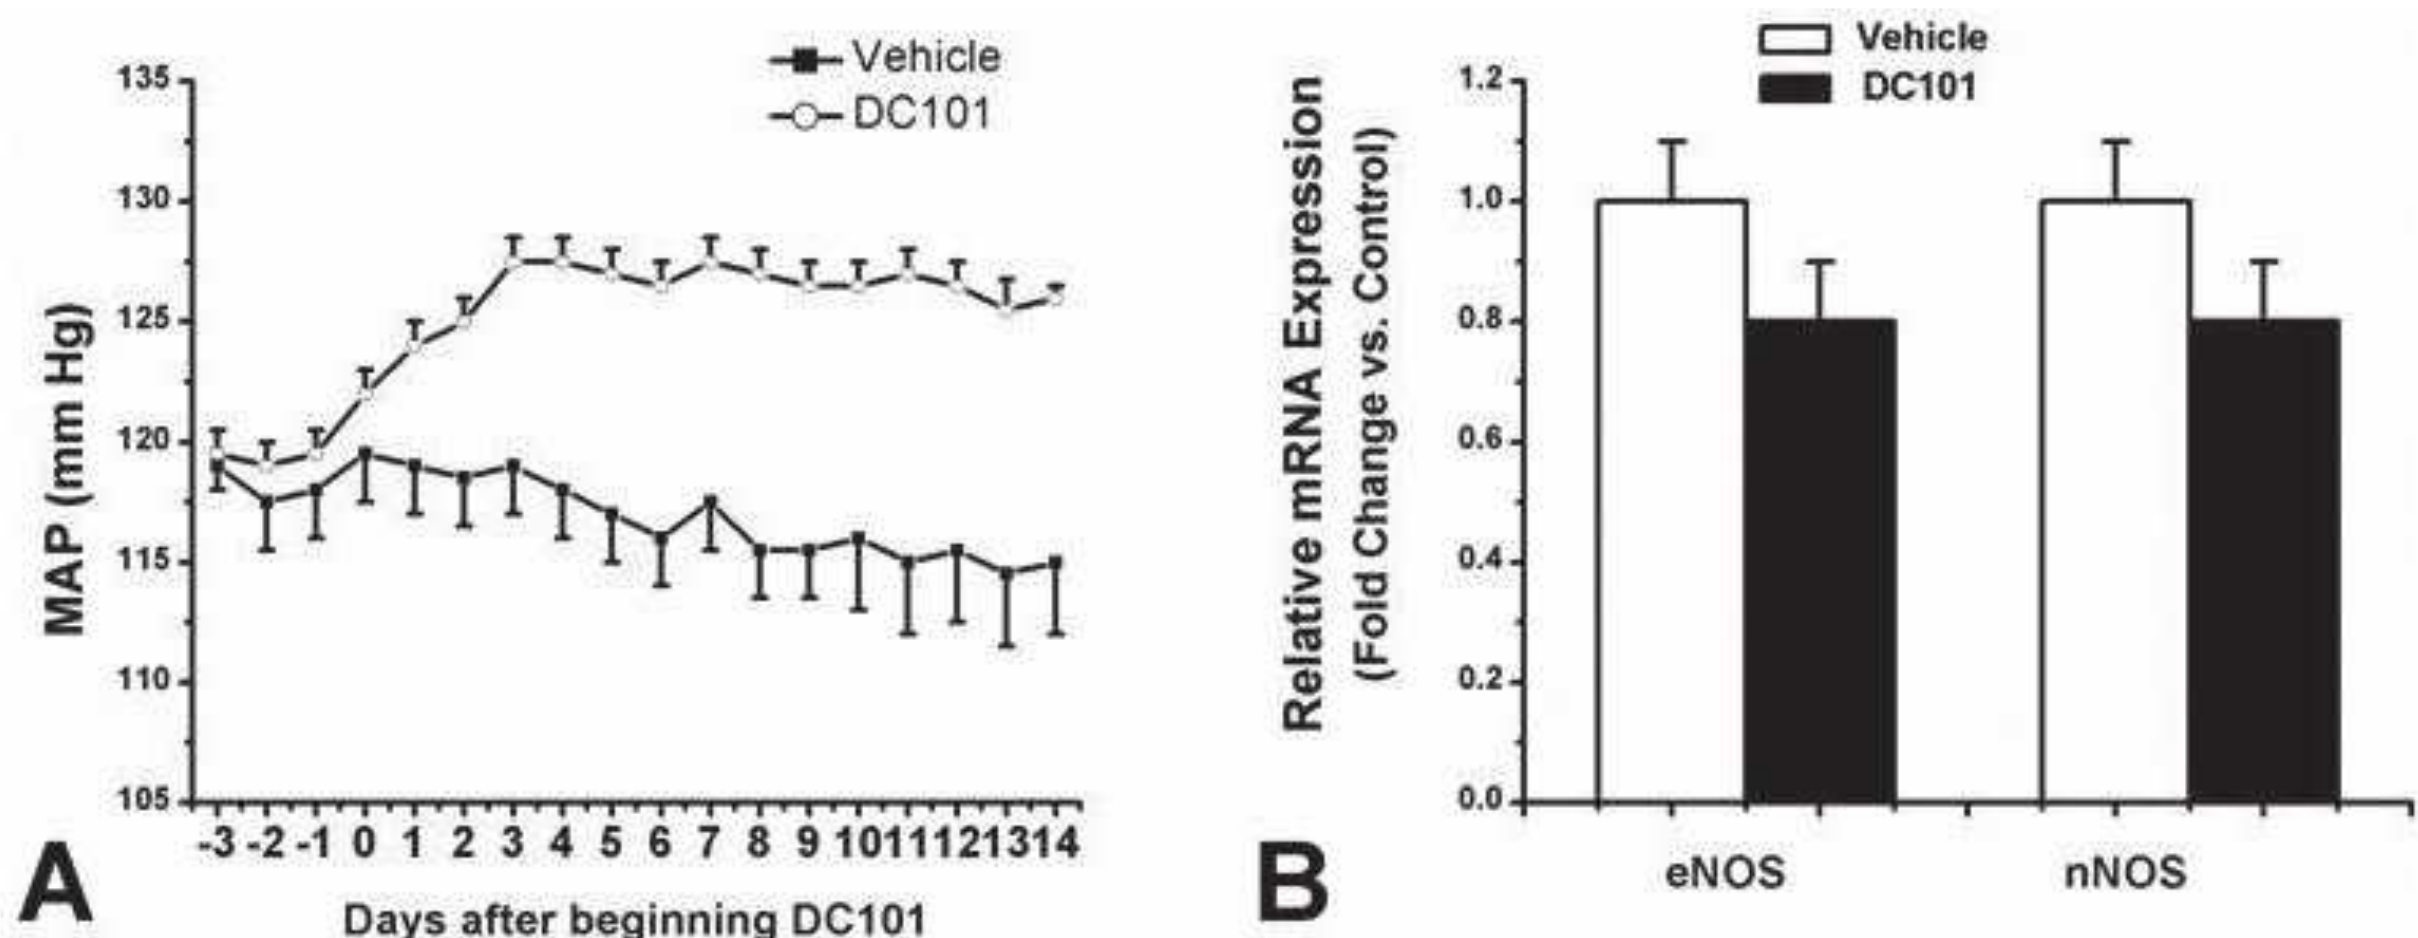 Vehicle
DC101
135
130
125
120
115
110
105
MAP (mm Hg)
-3 -2 -1 0 1 2 3 4 5 6 7 8 9 10 11 12 13 14
Days after beginning DC101
A
Vehicle
DC101
1.2
1.0
0.8
0.6
0.4
0.2
0.0
Relative mRNA Expression
(Fold Change vs. Control)
eNOS nNOS
B